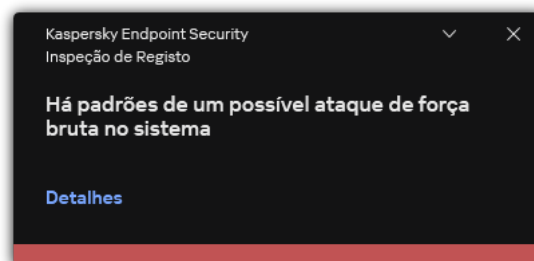 Kaspersky Endpoint Security
Inspeção de Registo
Há padrões de um possível ataque de força
bruta no sistema
Detalhes